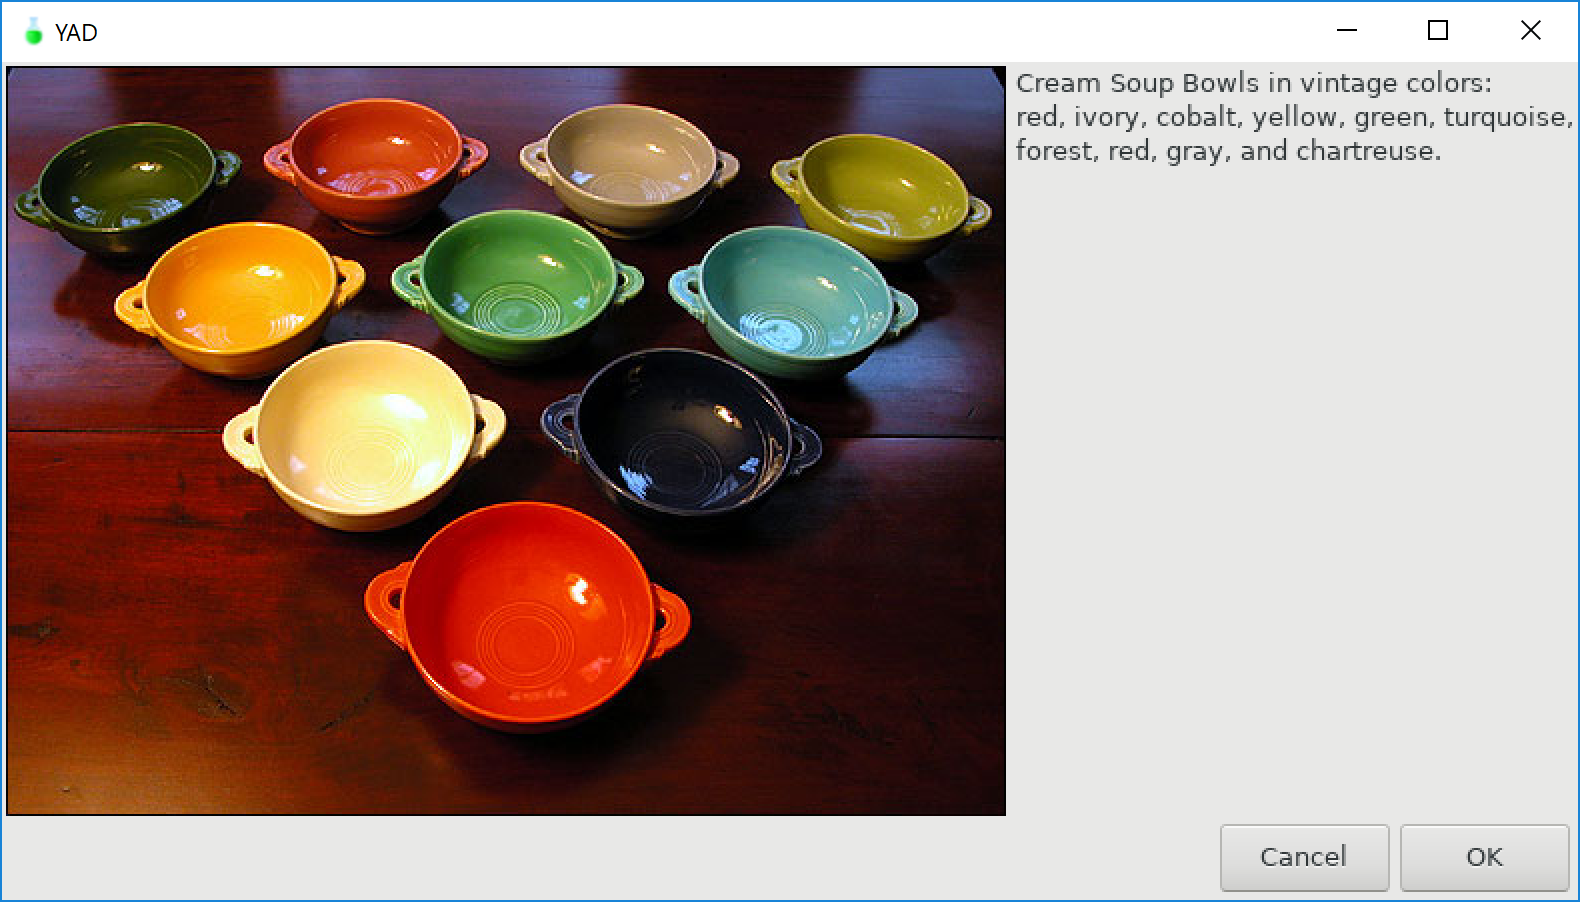 YAD
Cream Soup Bowls in vintage colors:
red, ivory, cobalt, yellow, green, turquoise,
forest, red, gray, and chartreuse.
Cancel
OK